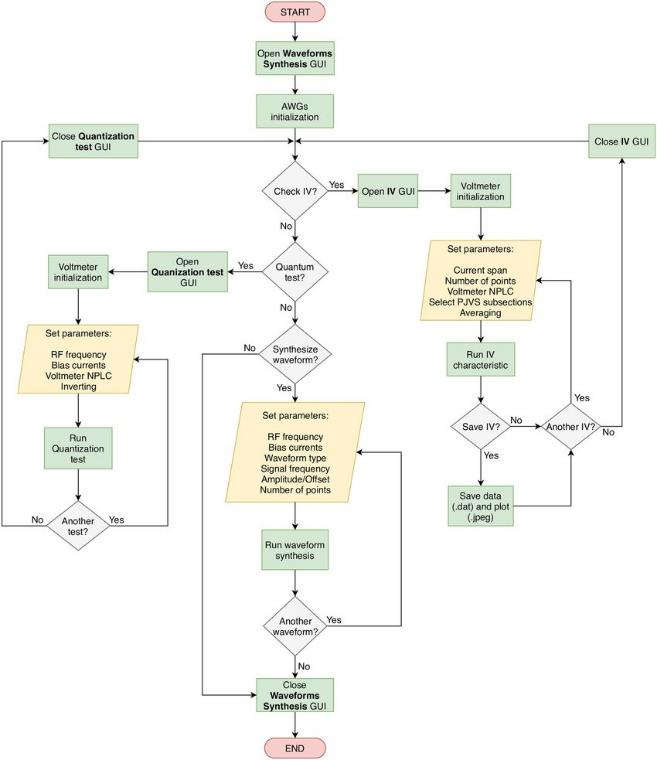 START
Open Waveforms
Synthesis GUI
AWGs
initialization
Close Quantization
test GUI
Close IV GUI
Check IV?
Yes
Open IV GUI
Voltmeter
initialization
No
Set parameters:
Current span
Number of points
Voltmeter NPLC
Select PJVS subsections
Averaging
Quantum
test?
Yes
Open
Quanization test
GUI
Voltmeter
initialization
No
Set parameters:
RF frequency
Bias currents
Voltmeter NPLC
Inverting
Synthesize
waveform?
No
Yes
Run IV
characteristic
Set parameters:
RF frequency
Bias currents
Waveform type
Signal frequency
Amplitude/Offset
Number of points
Save IV?
No
Another IV?
Yes
No
Yes
Run
Quantization
test
Save data
(.dat) and plot
(.jpeg)
No
Another
test?
Yes
Run waveform
synthesis
Another
waveform?
Yes
No
Close
Waveforms
Synthesis GUI
END